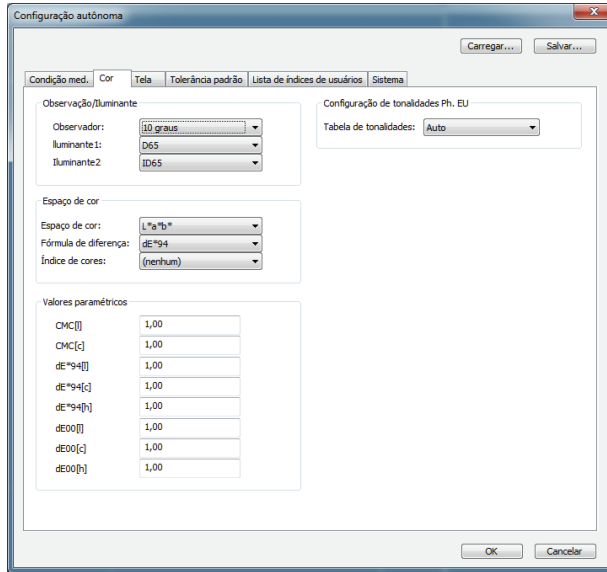 Configuração autônoma
Carregar... Salvar...
Condição med. Cor Tela Tolerância padrão Lista de índices de usuários Sistema
Observação/Iluminante
Observador: 10 graus
Iluminante1: D65
Iluminante2 ID65
Configuração de tonalidades Ph. EU
Tabela de tonalidades: Auto
Espaço de cor
Espaço de cor: L*a*b*
Fórmula de diferença: dE*94
Índice de cores: (nenhum)
Valores paramétricos
CMC[l] 1,00
CMC[c] 1,00
dE*94[l] 1,00
dE*94[c] 1,00
dE*94[h] 1,00
dE00[l] 1,00
dE00[c] 1,00
dE00[h] 1,00
OK Cancelar